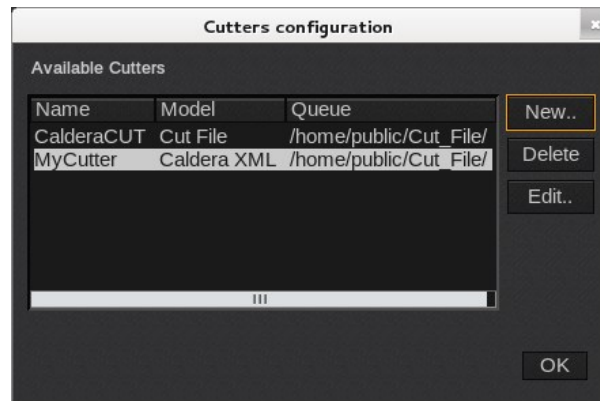 Cutters configuration
Available Cutters
Name Model Queue
CalderaCUT Cut File /home/public/Cut_File/
MyCutter Caldera XML /home/public/Cut_File/
New..
Delete
Edit..
OK